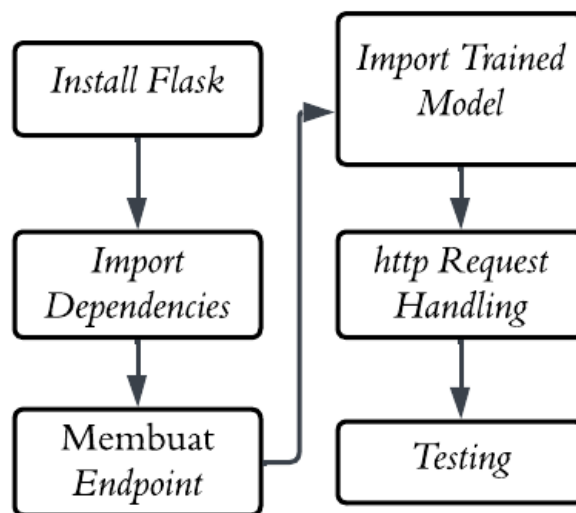 Install Flask
Import
Dependencies
Membuat
Endpoint
Import Trained
Model
http Request
Handling
Testing